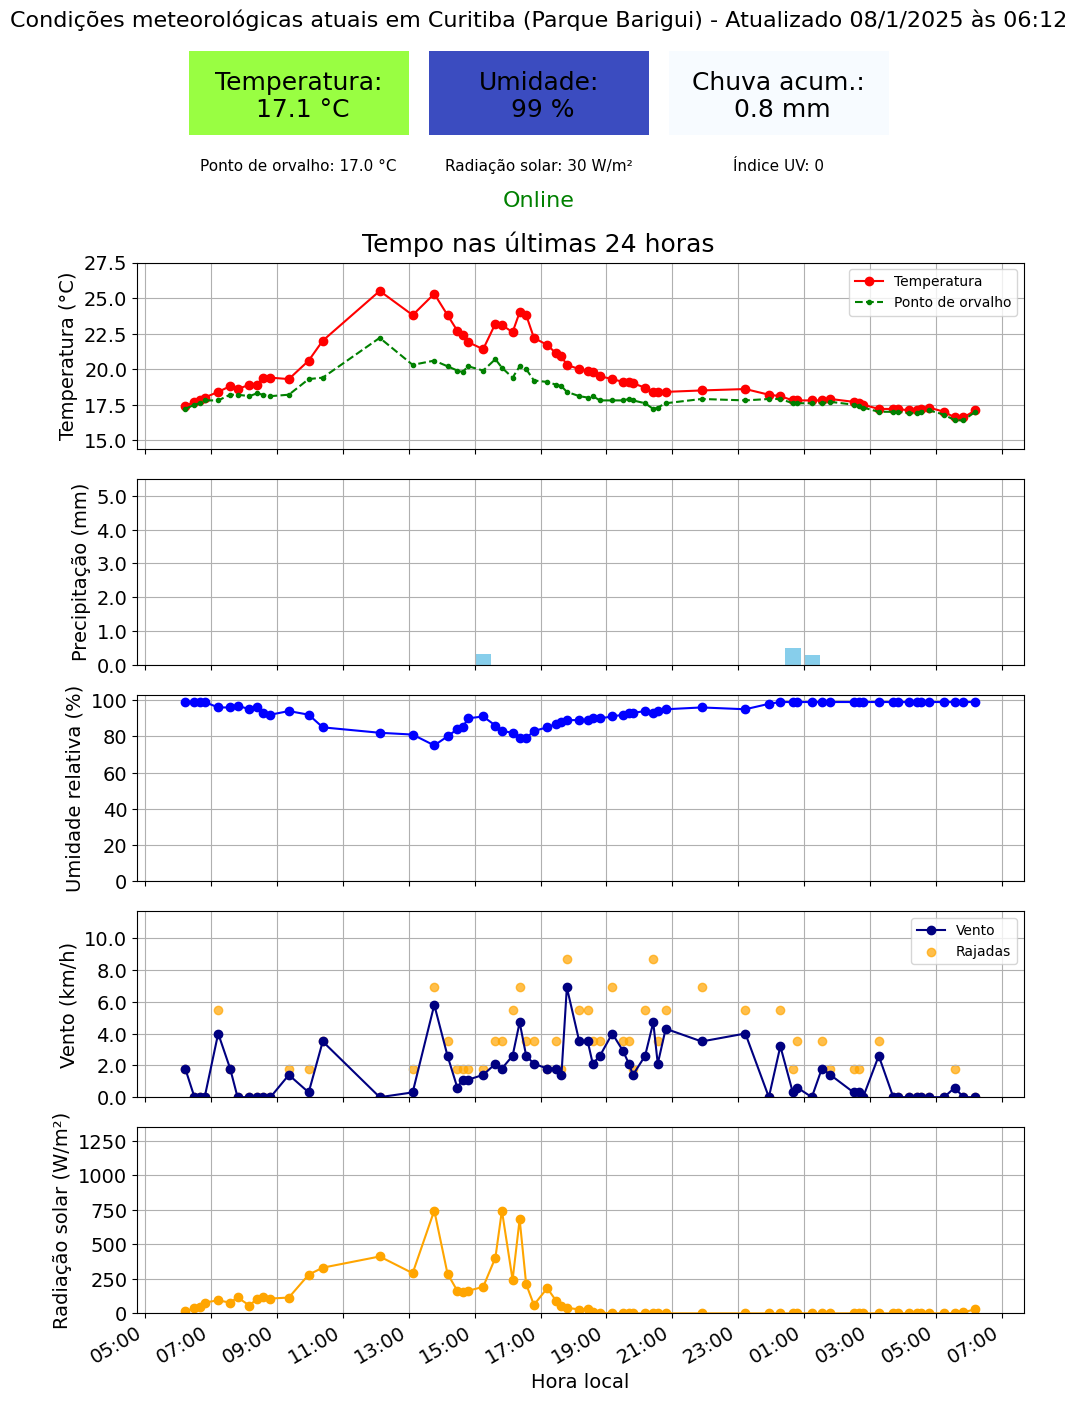 Condições meteorológicas atuais em Curitiba (Parque Barigui) - Atualizado 08/1/2025 às 06:12
Temperatura:
17.1 °C
Umidade:
99 %
Chuva acum.:
0.8 mm
Ponto de orvalho: 17.0 °C
Radiação solar: 30 W/m²
Índice UV: 0
Online
Tempo nas últimas 24 horas
Temperatura (°C)
27.5
25.0
22.5
20.0
17.5
15.0
Temperatura
Ponto de orvalho
Precipitação (mm)
5.0
4.0
3.0
2.0
1.0
0.0
Umidade relativa (%)
100
80
60
40
20
0
Vento (km/h)
10.0
8.0
6.0
4.0
2.0
0.0
Vento
Rajadas
Radiação solar (W/m²)
1250
1000
750
500
250
0
05:00
07:00
09:00
11:00
13:00
15:00
17:00
19:00
21:00
23:00
01:00
03:00
05:00
07:00
Hora local